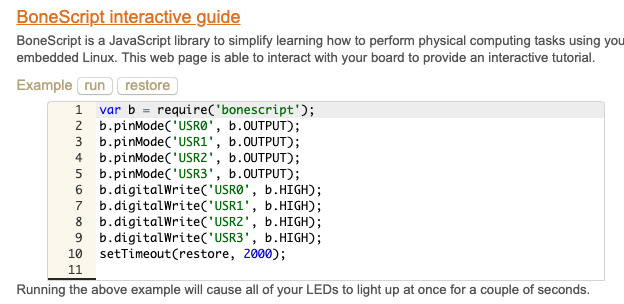 BoneScript interactive guide
BoneScript is a JavaScript library to simplify learning how to perform physical computing tasks using you
embedded Linux. This web page is able to interact with your board to provide an interactive tutorial.
Example run restore
1 var b = require('bonescript');
2 b.pinMode('USR0', b.OUTPUT);
3 b.pinMode('USR1', b.OUTPUT);
4 b.pinMode('USR2', b.OUTPUT);
5 b.pinMode('USR3', b.OUTPUT);
6 b.digitalWrite('USR0', b.HIGH);
7 b.digitalWrite('USR1', b.HIGH);
8 b.digitalWrite('USR2', b.HIGH);
9 b.digitalWrite('USR3', b.HIGH);
10 setTimeout(restore, 2000);
11
Running the above example will cause all of your LEDs to light up at once for a couple of seconds.